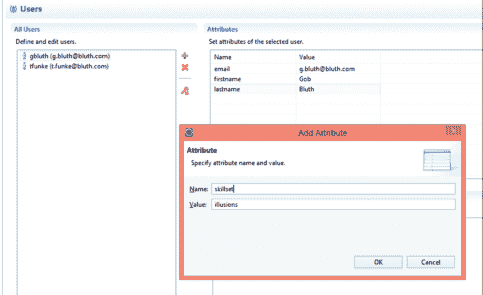 Users
All Users
Define and edit users.
gbluth (g.bluth@bluth.com)
tfunke (t.funke@bluth.com)
Attributes
Set attributes of the selected user.
Name Value
email g.bluth@bluth.com
firstname Gob
lastname Bluth
Add Attribute
Attribute
Specify attribute name and value.
Name: skillset
Value: illusions
OK Cancel